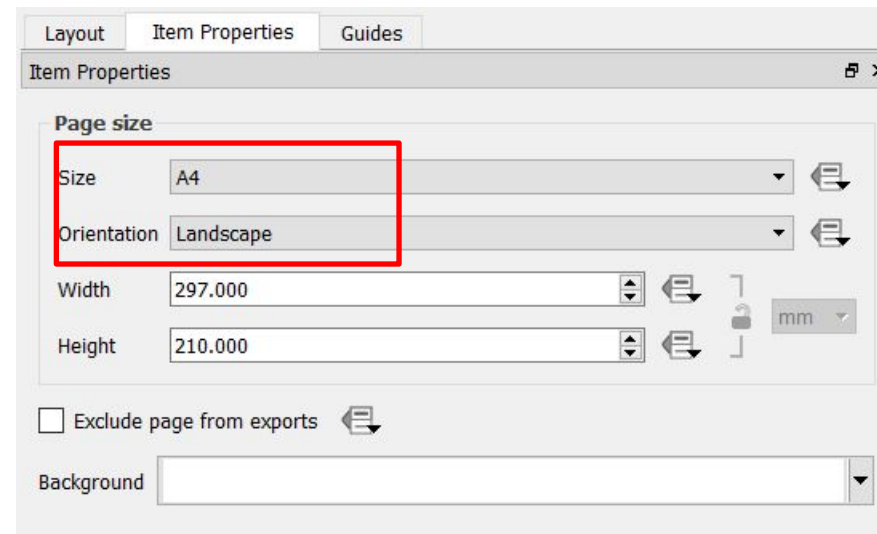 Layout Item Properties Guides
Item Properties
Page size
Size A4
Orientation Landscape
Width 297.000
mm
Height 210.000
Exclude page from exports
Background